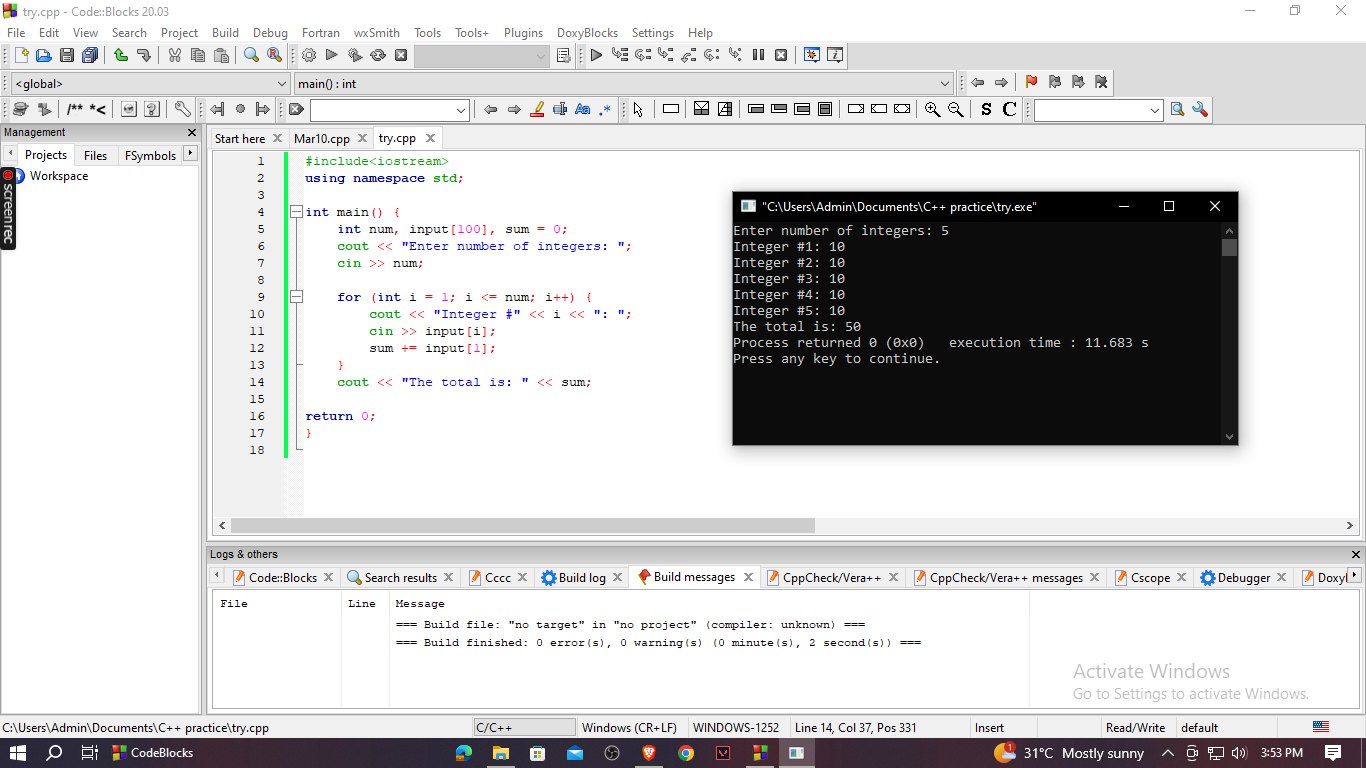 try.cpp - Code::Blocks 20.03
File Edit View Search Project Build Debug Fortran wxSmith Tools Tools+ Plugins DoxyBlocks Settings Help
<global> main() : int
/** *< Aa .* S C
Management
Projects Files FSymbols
Workspace
screenrec
Start here Mar10.cpp try.cpp
1 #include<iostream>
2 using namespace std;
3
4 int main() {
5 int num, input[100], sum = 0;
6 cout << "Enter number of integers: ";
7 cin >> num;
8
9 for (int i = 1; i <= num; i++) {
10 cout << "Integer #" << i << ": ";
11 cin >> input[i];
12 sum += input[1];
13 }
14 cout << "The total is: " << sum;
15
16 return 0;
17 }
18
"C:\Users\Admin\Documents\C++ practice\try.exe"
Enter number of integers: 5
Integer #1: 10
Integer #2: 10
Integer #3: 10
Integer #4: 10
Integer #5: 10
The total is: 50
Process returned 0 (0x0) execution time : 11.683 s
Press any key to continue.
Logs & others
Code::Blocks Search results Cccc Build log Build messages CppCheck/Vera++ CppCheck/Vera++ messages Cscope Debugger Doxy
File Line Message
=== Build file: "no target" in "no project" (compiler: unknown) ===
=== Build finished: 0 error(s), 0 warning(s) (0 minute(s), 2 second(s)) ===
Activate Windows
Go to Settings to activate Windows.
C:\Users\Admin\Documents\C++ practice\try.cpp C/C++ Windows (CR+LF) WINDOWS-1252 Line 14, Col 37, Pos 331 Insert Read/Write default
CodeBlocks 1 31°C Mostly sunny 3:53 PM